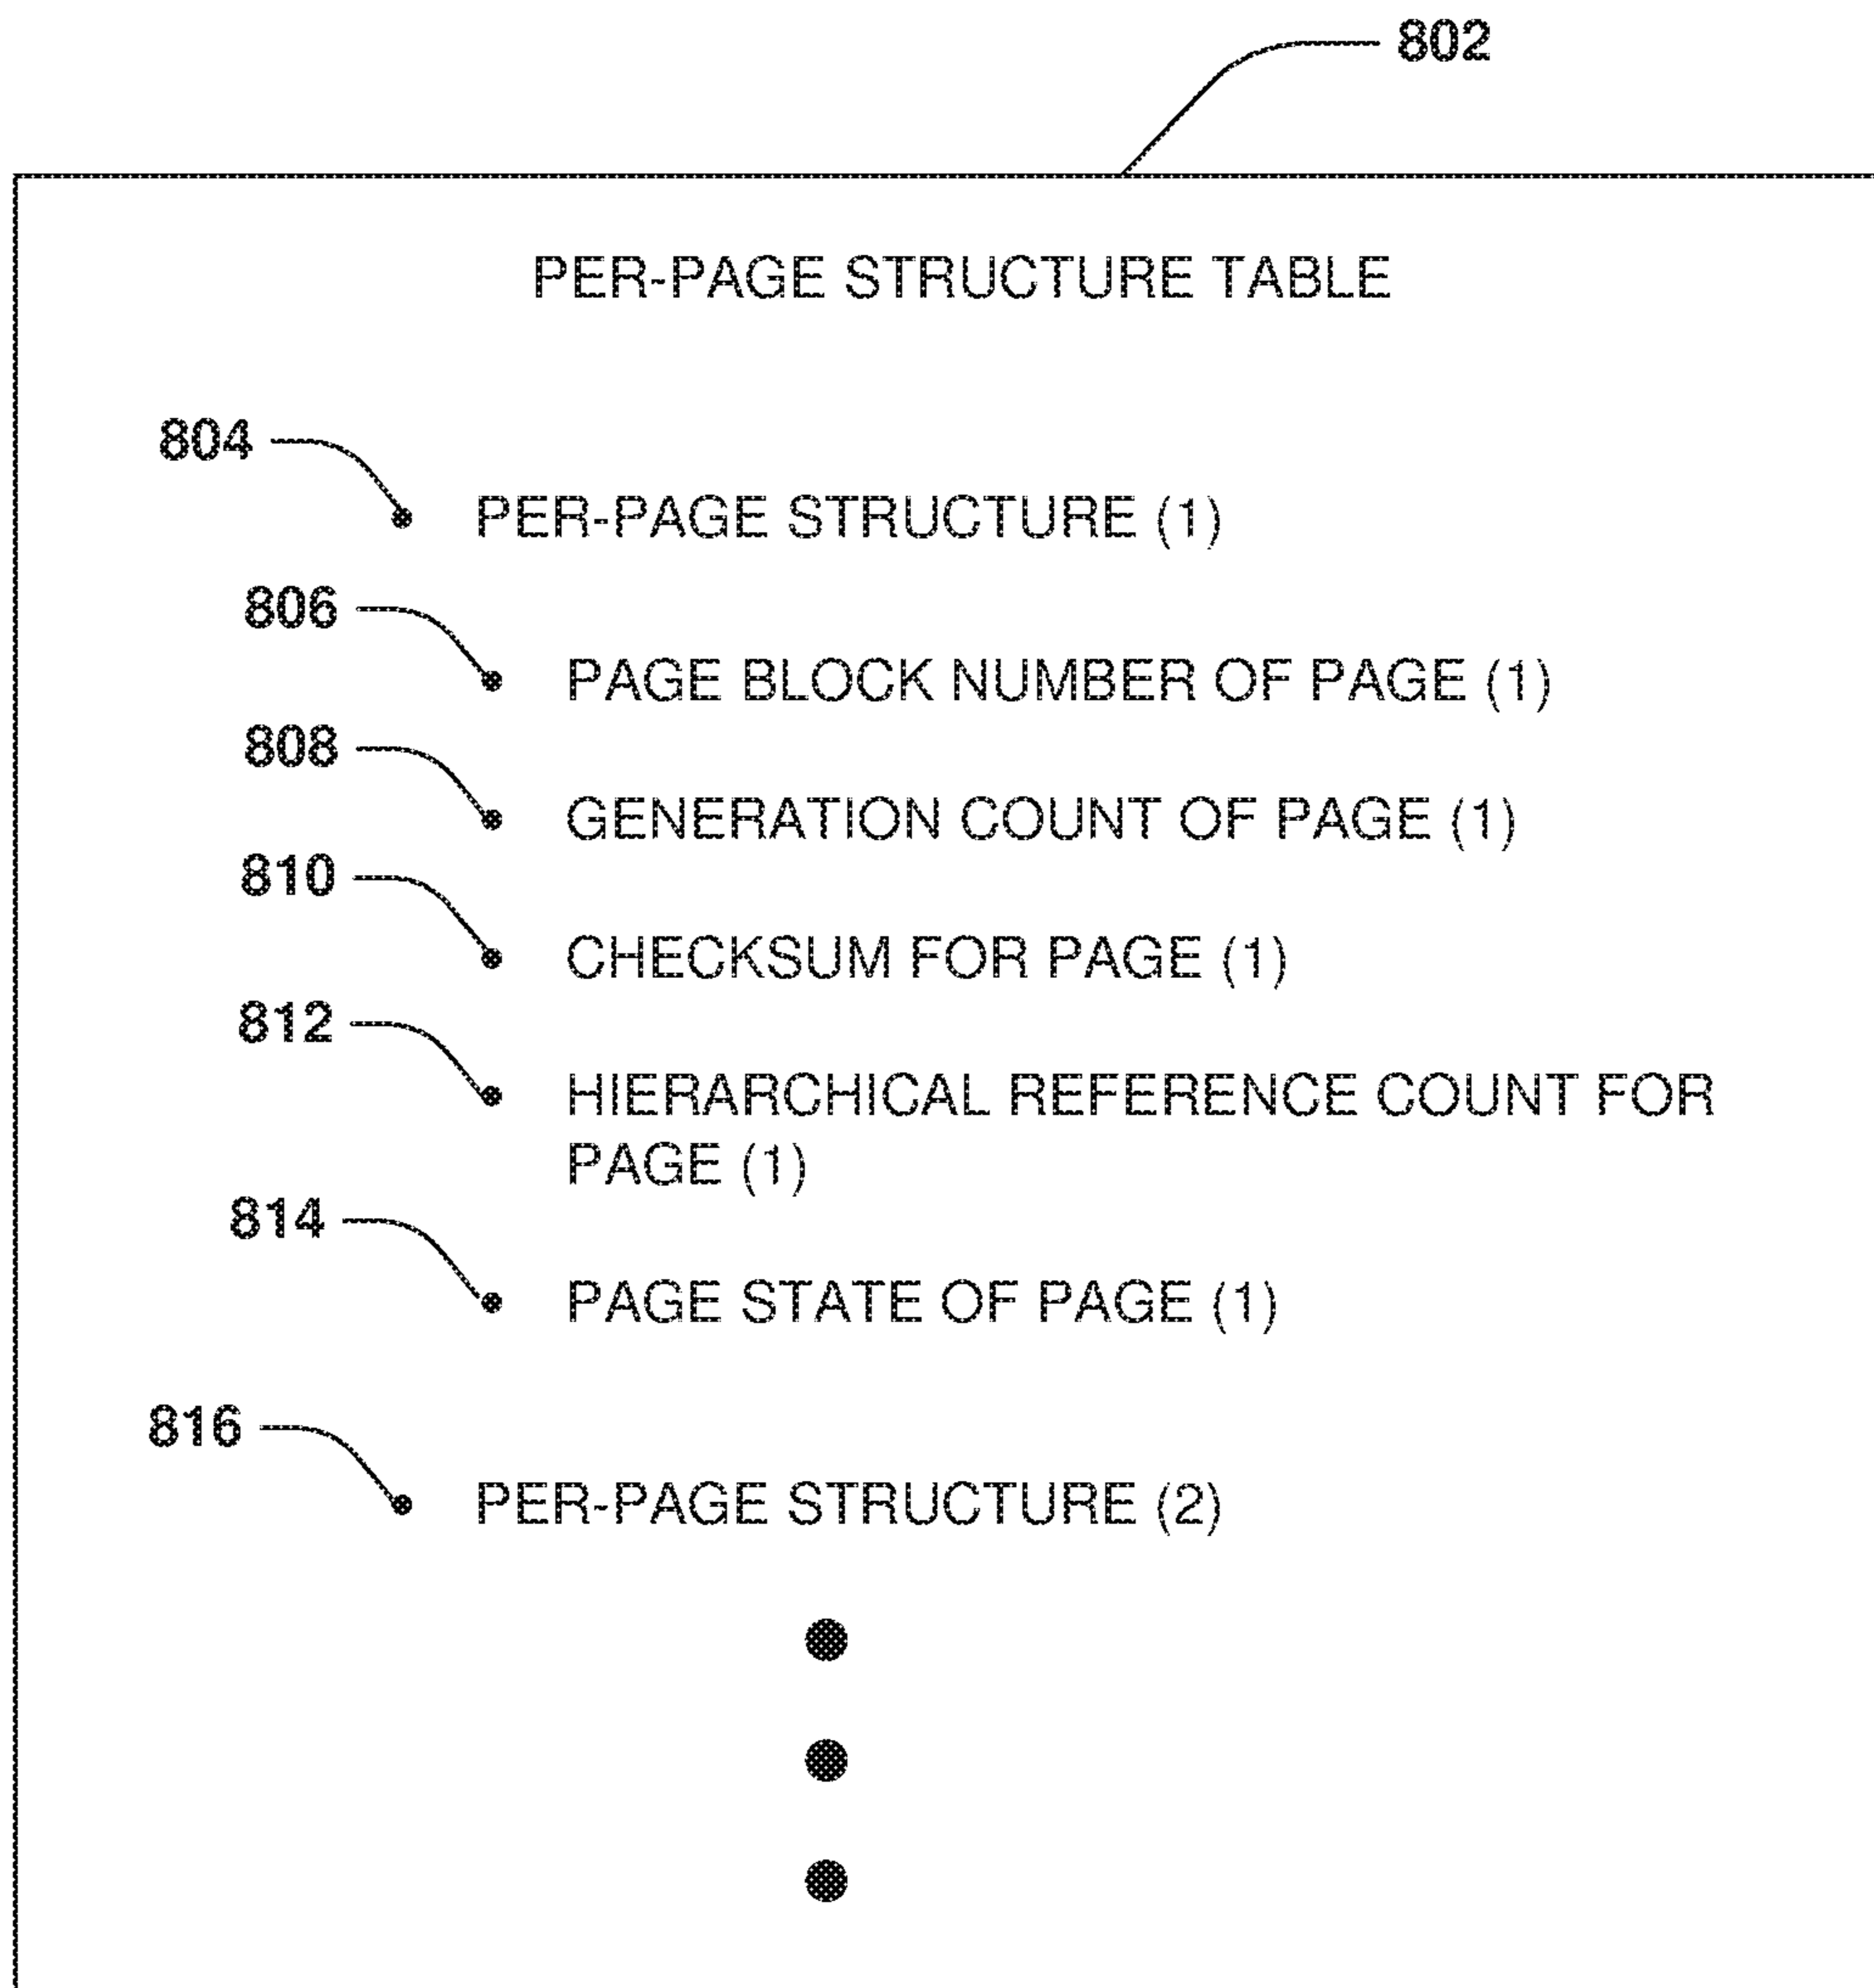 802
PER-PAGE STRUCTURE TABLE
804
PER-PAGE STRUCTURE (1)
806
PAGE BLOCK NUMBER OF PAGE (1)
808
GENERATION COUNT OF PAGE (1)
810
CHECKSUM FOR PAGE (1)
812
HIERARCHICAL REFERENCE COUNT FOR
PAGE (1)
814
PAGE STATE OF PAGE (1)
816
PER-PAGE STRUCTURE (2)